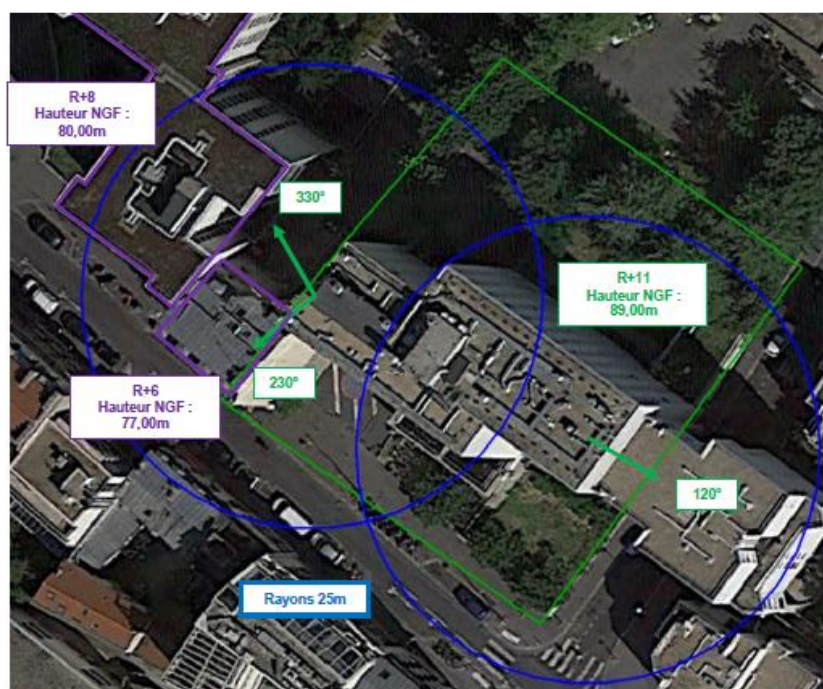 R+8
Hauteur NGF :
80,00m
330°
R+11
Hauteur NGF :
89,00m
230°
R+6
Hauteur NGF :
77,00m
120°
Rayons 25m